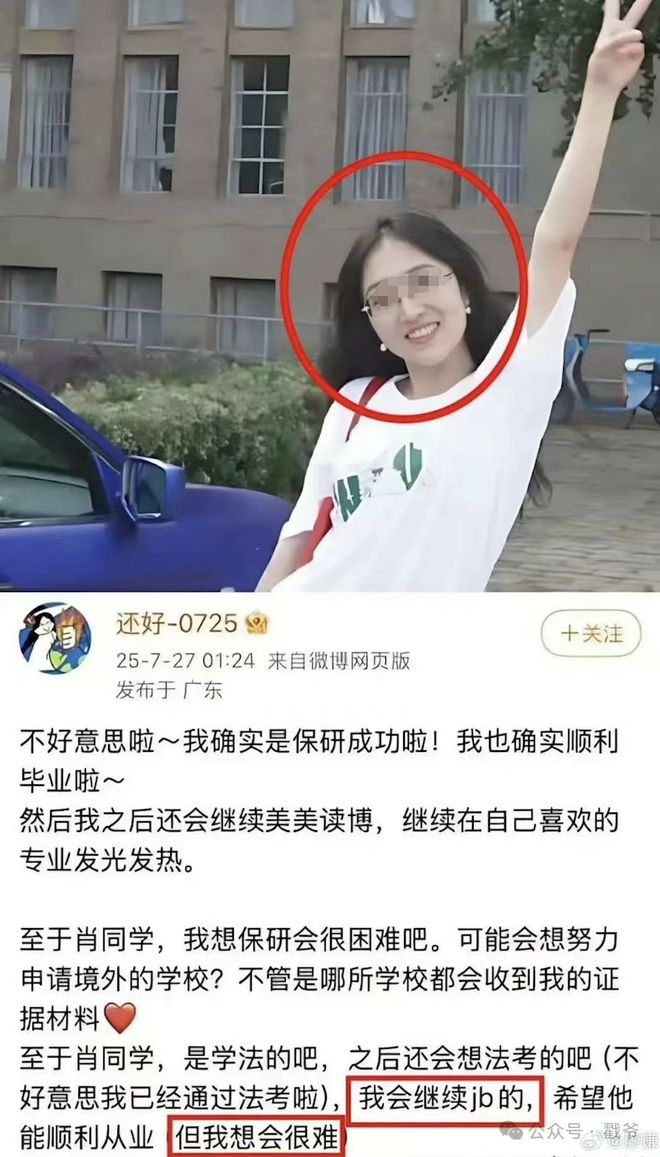 还好-0725
+关注
25-7-27 01:24 来自微博网页版
发布于 广东
不好意思啦～我确实是保研成功啦！我也确实顺利
毕业啦～
然后我之后还会继续美美读博，继续在自己喜欢的
专业发光发热。
至于肖同学，我想保研会很困难吧。可能会想努力
申请境外的学校？不管是哪所学校都会收到我的证
据材料❤️
至于肖同学，是学法的吧，之后还会想法考的吧（不
好意思我已经通过法考啦），我会继续jb的，希望他
能顺利从业（但我想会很难）
公众号·戳爷
@廖谦